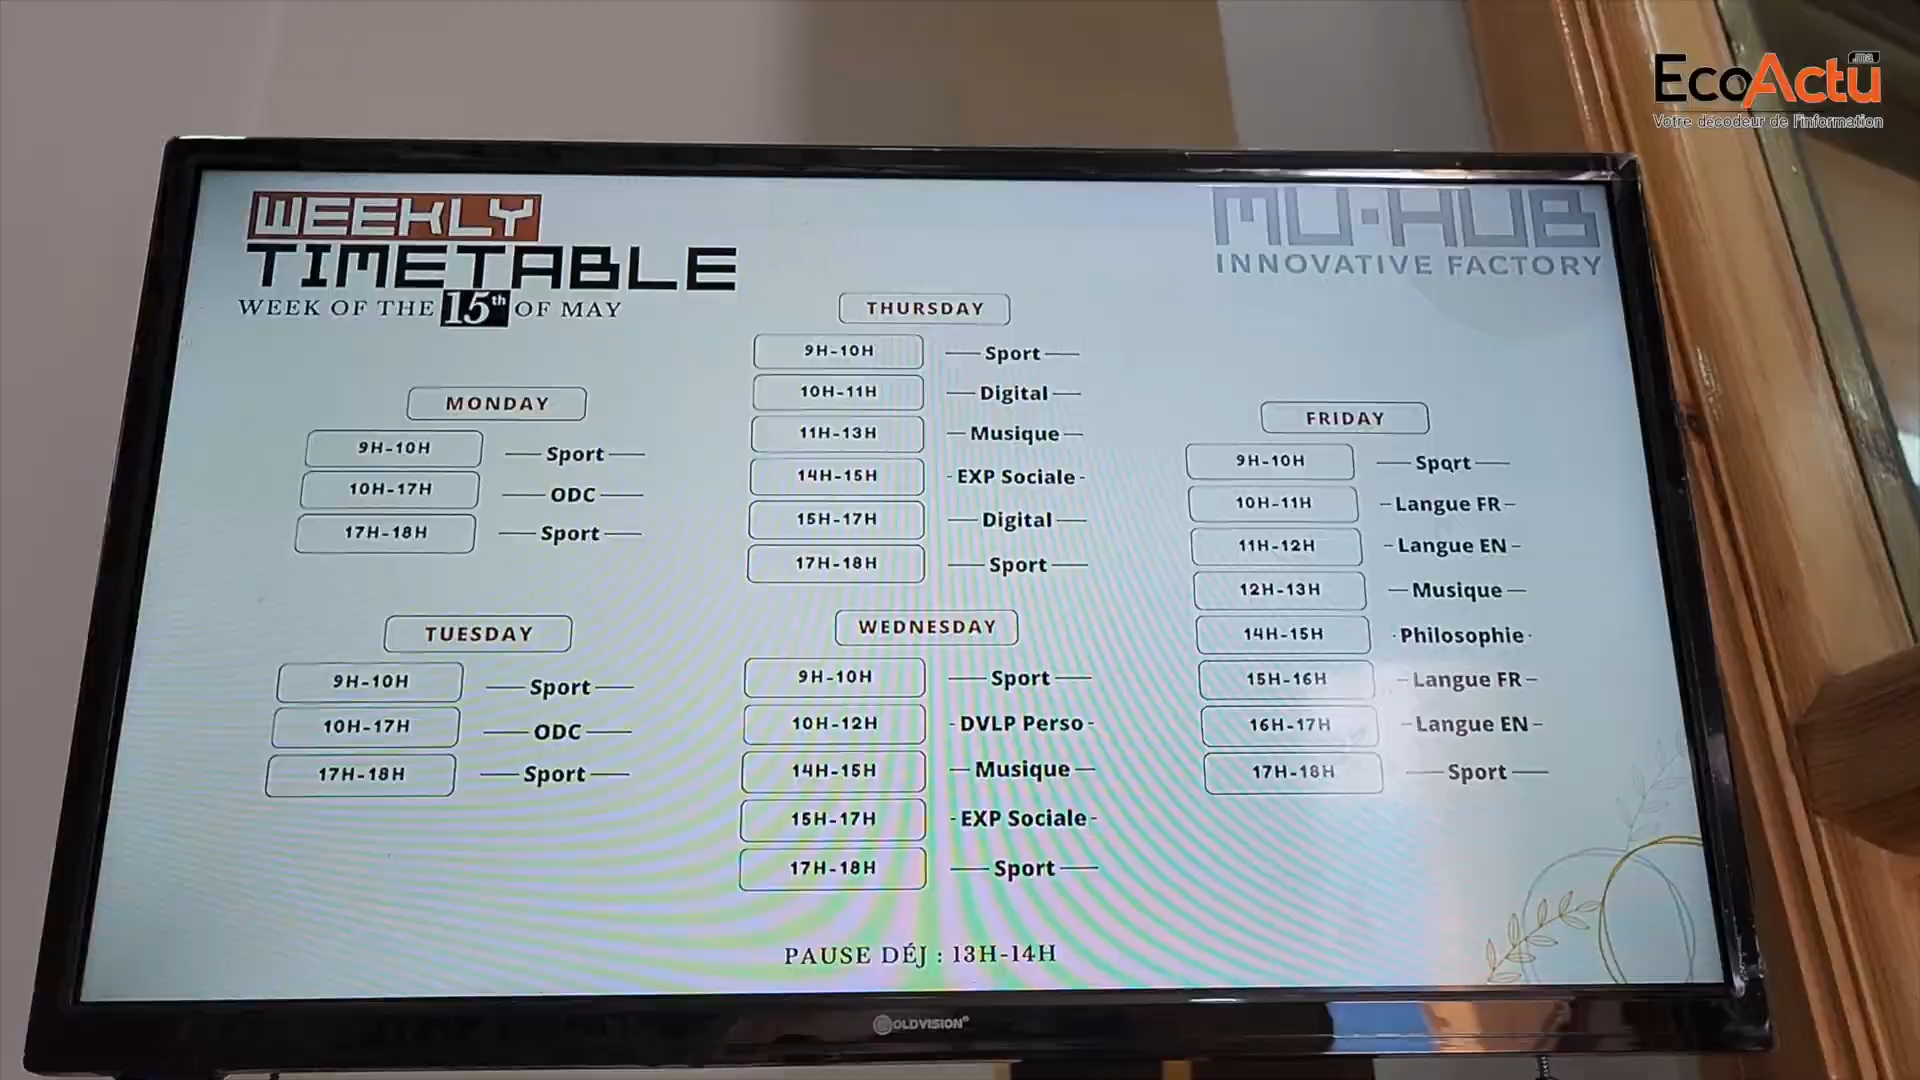 EcoActu
.ma
Votre décodeur de l'information
WEEKLY
TIMETABLE
WEEK OF THE 15th OF MAY
MU·HUB
INNOVATIVE FACTORY
MONDAY
9H-10H Sport
10H-17H ODC
17H-18H Sport
TUESDAY
9H-10H Sport
10H-17H ODC
17H-18H Sport
THURSDAY
9H-10H Sport
10H-11H Digital
11H-13H Musique
14H-15H EXP Sociale
15H-17H Digital
17H-18H Sport
WEDNESDAY
9H-10H Sport
10H-12H DVLP Perso
14H-15H Musique
15H-17H EXP Sociale
17H-18H Sport
FRIDAY
9H-10H Sport
10H-11H Langue FR
11H-12H Langue EN
12H-13H Musique
14H-15H Philosophie
15H-16H Langue FR
16H-17H Langue EN
17H-18H Sport
PAUSE DÉJ : 13H-14H
GOLDVISION